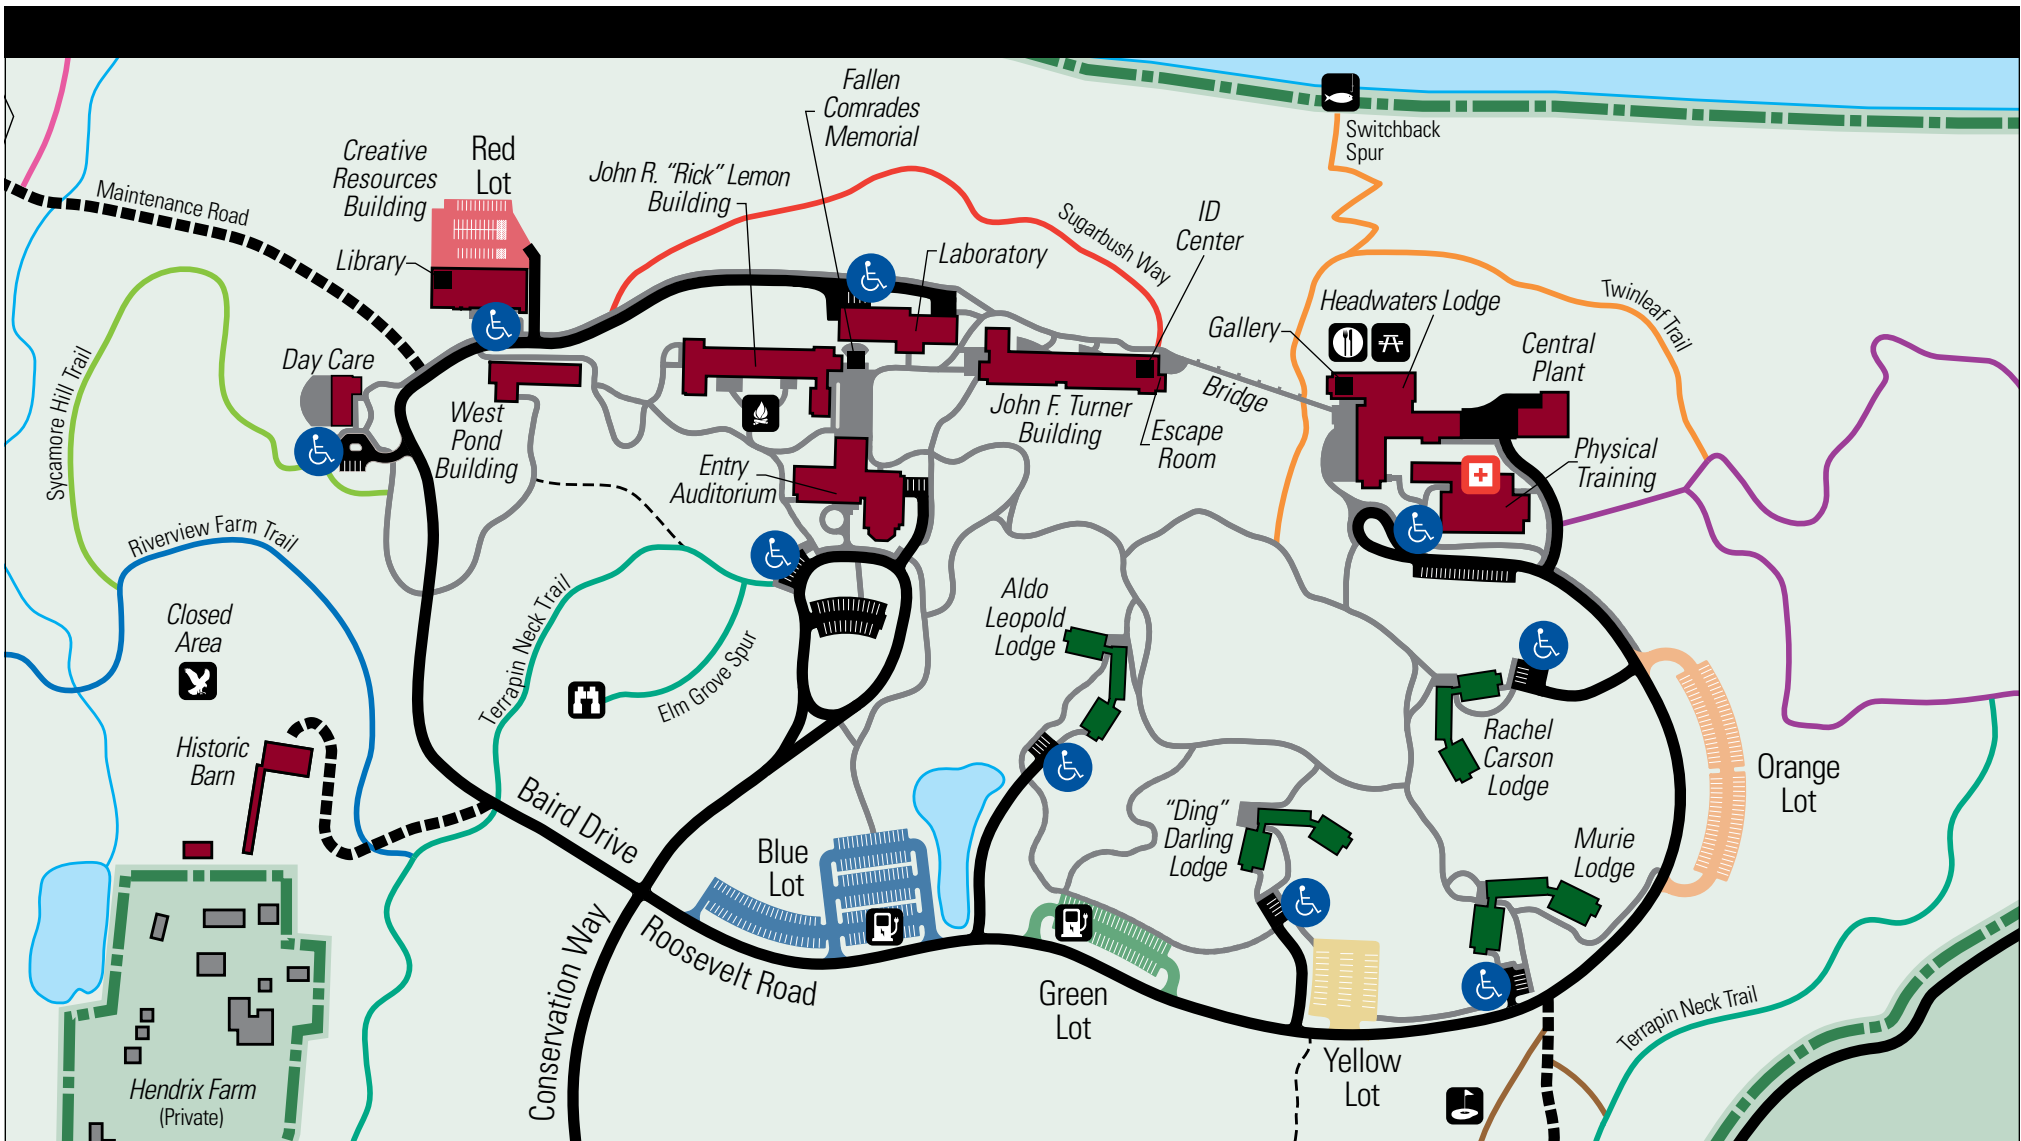 Fallen
Comrades
Memorial
Switchback
Spur
Creative
Resources
Building
Red
Lot
John R. “Rick” Lemon
Building
Maintenance Road
Sugarbush Way
ID
Center
Library
Laboratory
Headwaters Lodge
Twinleaf Trail
Gallery
Central
Plant
Day Care
Sycamore Hill Trail
Bridge
West
Pond
Building
John F. Turner
Building
Escape
Room
Physical
Training
Entry
Auditorium
Riverview Farm Trail
Closed
Area
Terrapin Neck Trail
Elm Grove Spur
Aldo
Leopold
Lodge
Rachel
Carson
Lodge
Historic
Barn
Orange
Lot
Baird Drive
Blue
Lot
“Ding”
Darling
Lodge
Murie
Lodge
Conservation Way
Roosevelt Road
Green
Lot
Yellow
Lot
Terrapin Neck Trail
Hendrix Farm
(Private)